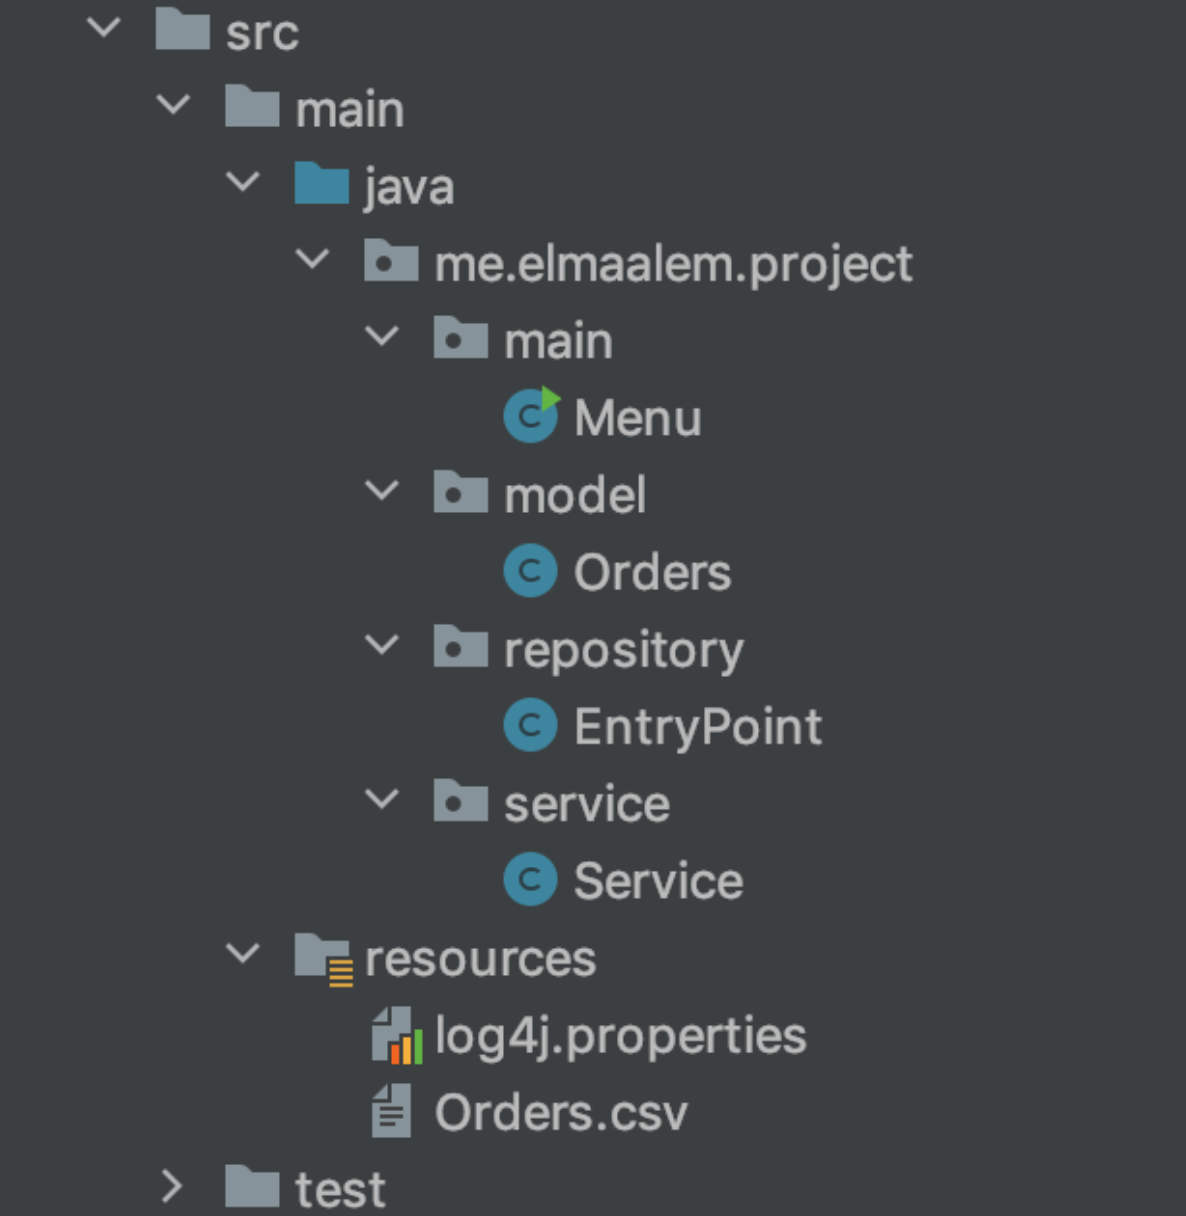 src
main
java
me.elmaalem.project
main
C Menu
model
C Orders
repository
C EntryPoint
service
C Service
resources
log4j.properties
Orders.csv
test